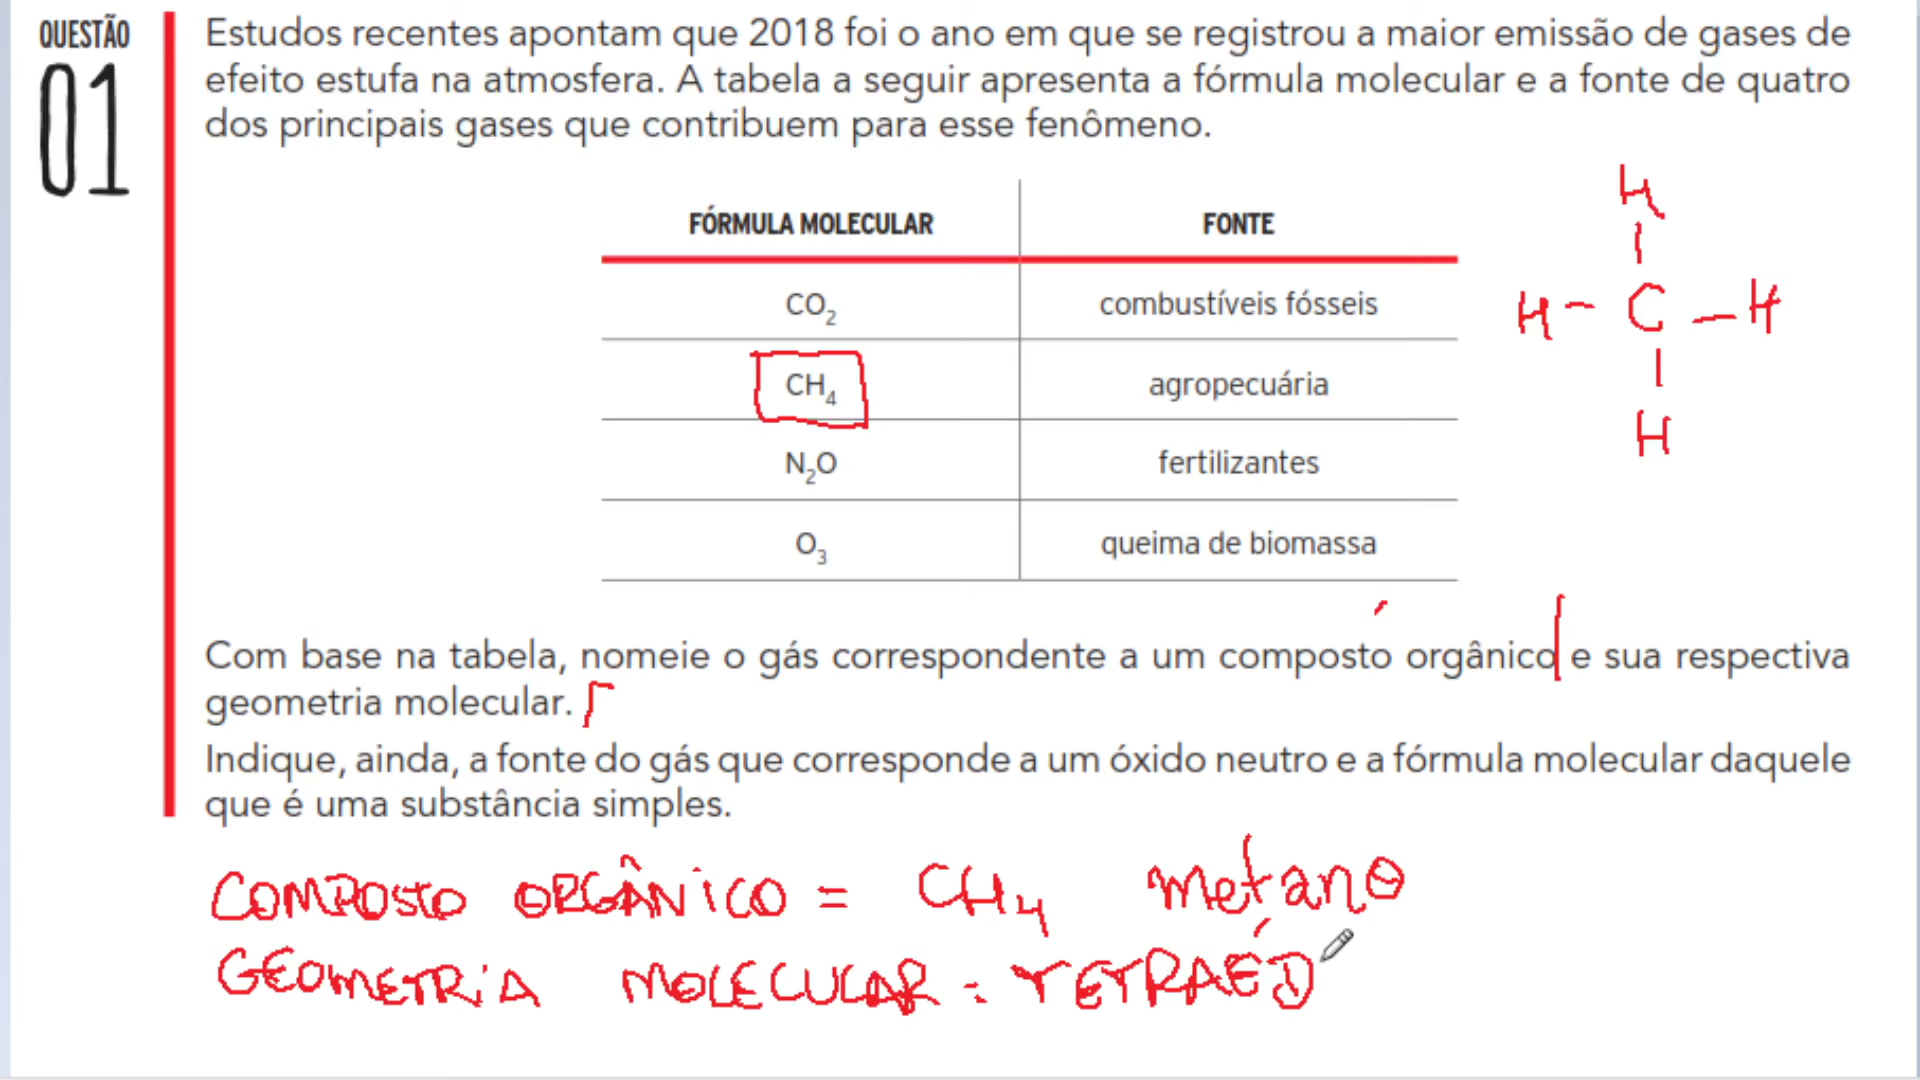 QUESTÃO
01
Estudos recentes apontam que 2018 foi o ano em que se registrou a maior emissão de gases de
efeito estufa na atmosfera. A tabela a seguir apresenta a fórmula molecular e a fonte de quatro
dos principais gases que contribuem para esse fenômeno.
FÓRMULA MOLECULAR FONTE
CO₂ combustíveis fósseis
CH₄ agropecuária
N₂O fertilizantes
O₃ queima de biomassa
H
H - C - H
H
Com base na tabela, nomeie o gás correspondente a um composto orgânico e sua respectiva
geometria molecular.
Indique, ainda, a fonte do gás que corresponde a um óxido neutro e a fórmula molecular daquele
que é uma substância simples.
COMPOSTO ORGÂNICO = CH₄ metano
GEOMETRIA MOLECULAR = TETRAÉD